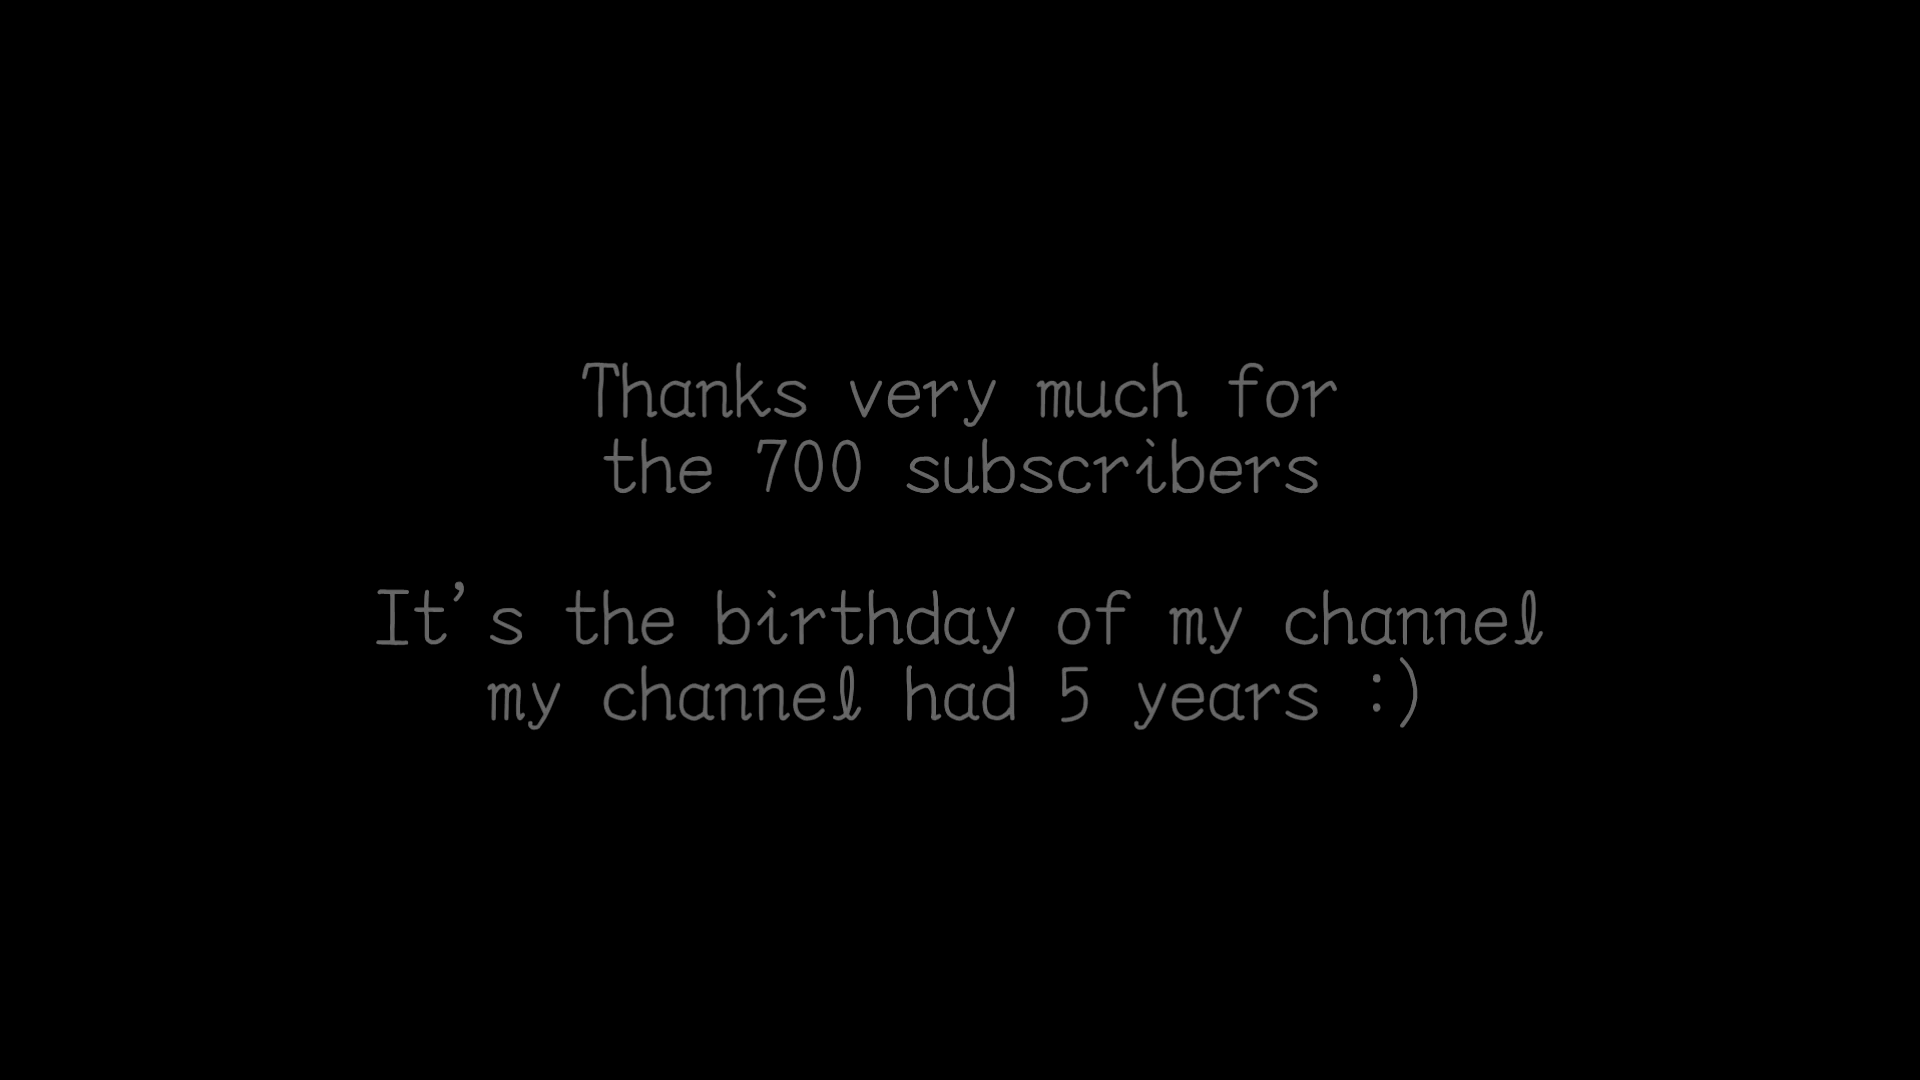 Thanks very much for
the 700 subscribers
It's the birthday of my channel
my channel had 5 years :)